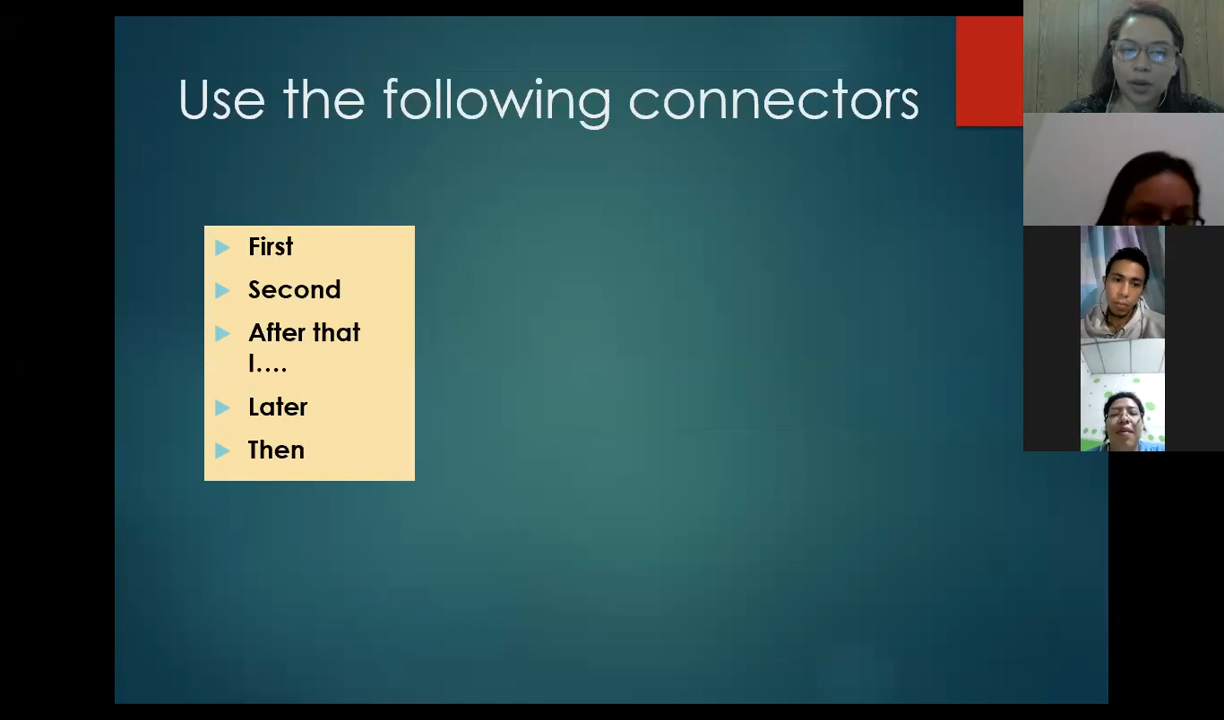 Use the following connectors
First
Second
After that
I....
Later
Then